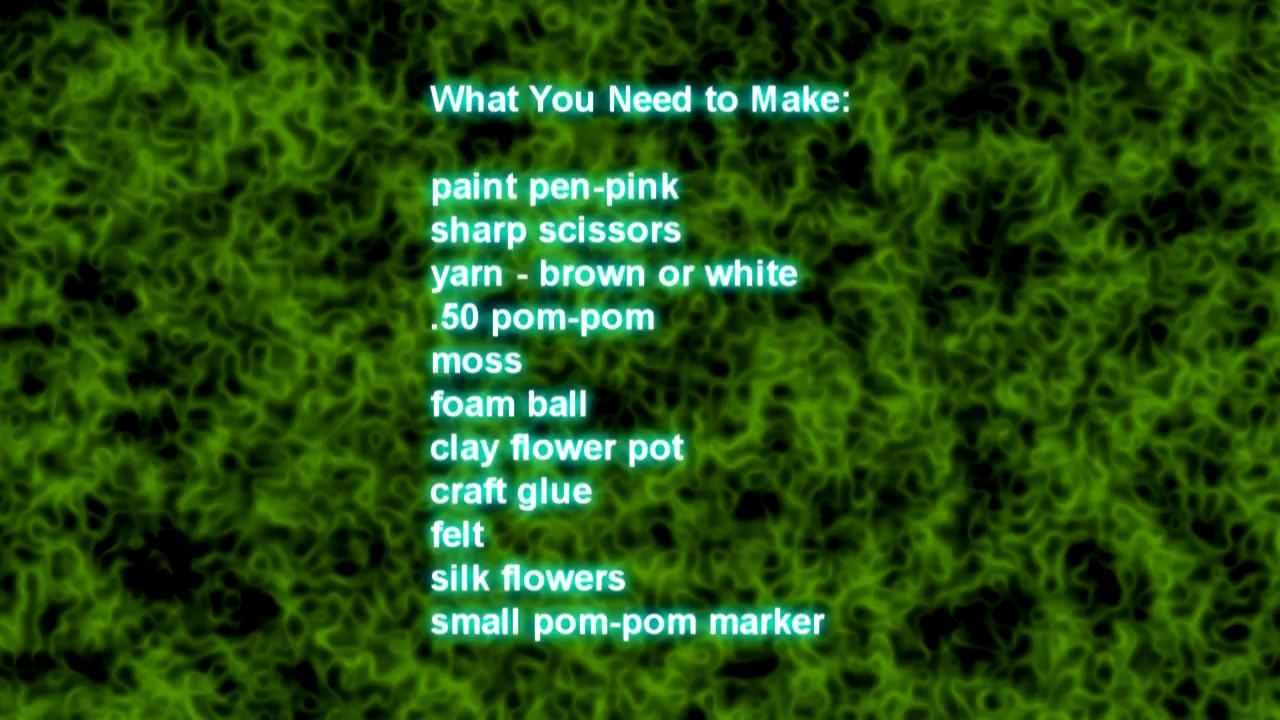 What You Need to Make:
paint pen-pink
sharp scissors
yarn - brown or white
.50 pom-pom
moss
foam ball
clay flower pot
craft glue
felt
silk flowers
small pom-pom marker